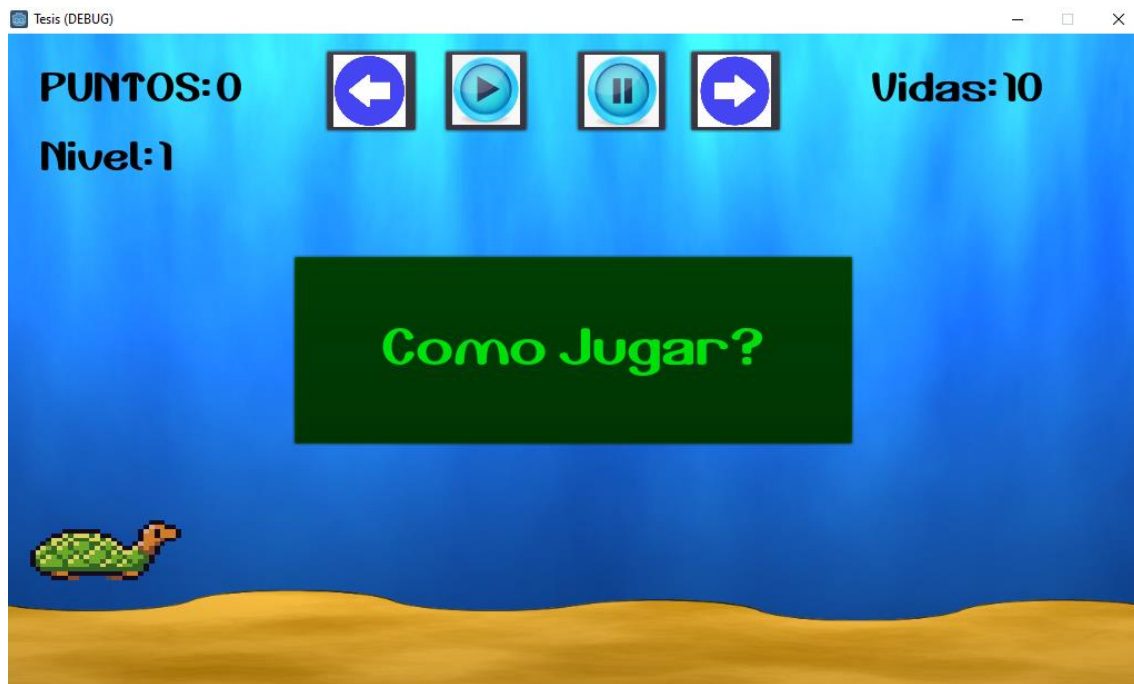 Tesis (DEBUG)
PUNTOS:0
Vidas:10
Nivel:1
Como Jugar?